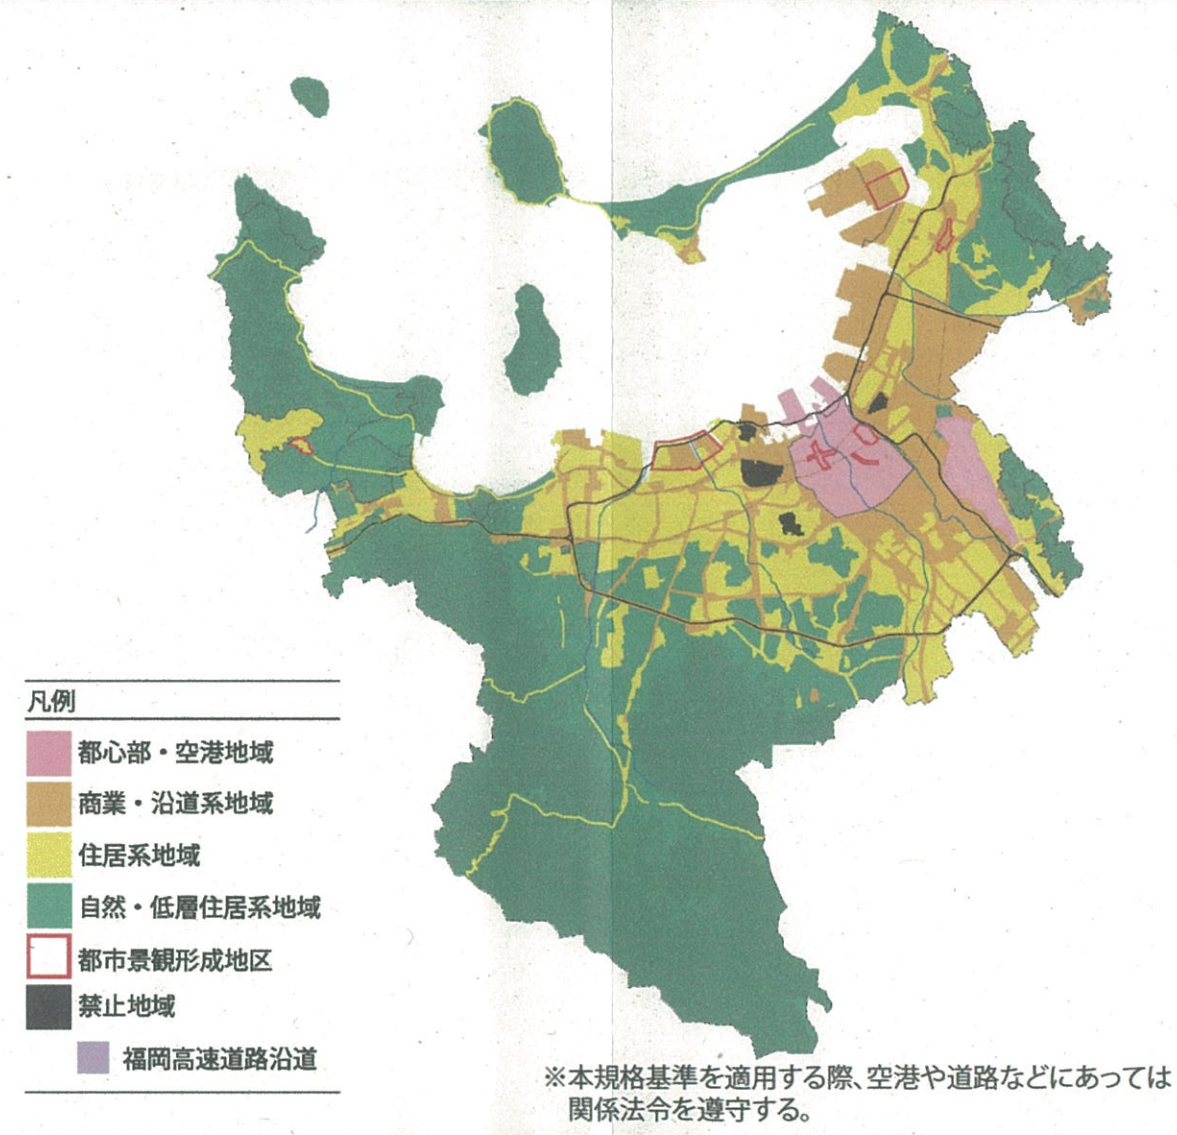 凡例
都心部・空港地域
商業・沿道系地域
住居系地域
自然・低層住居系地域
都市景観形成地区
禁止地域
福岡高速道路沿道
※本規格基準を適用する際、空港や道路などにあっては
関係法令を遵守する。